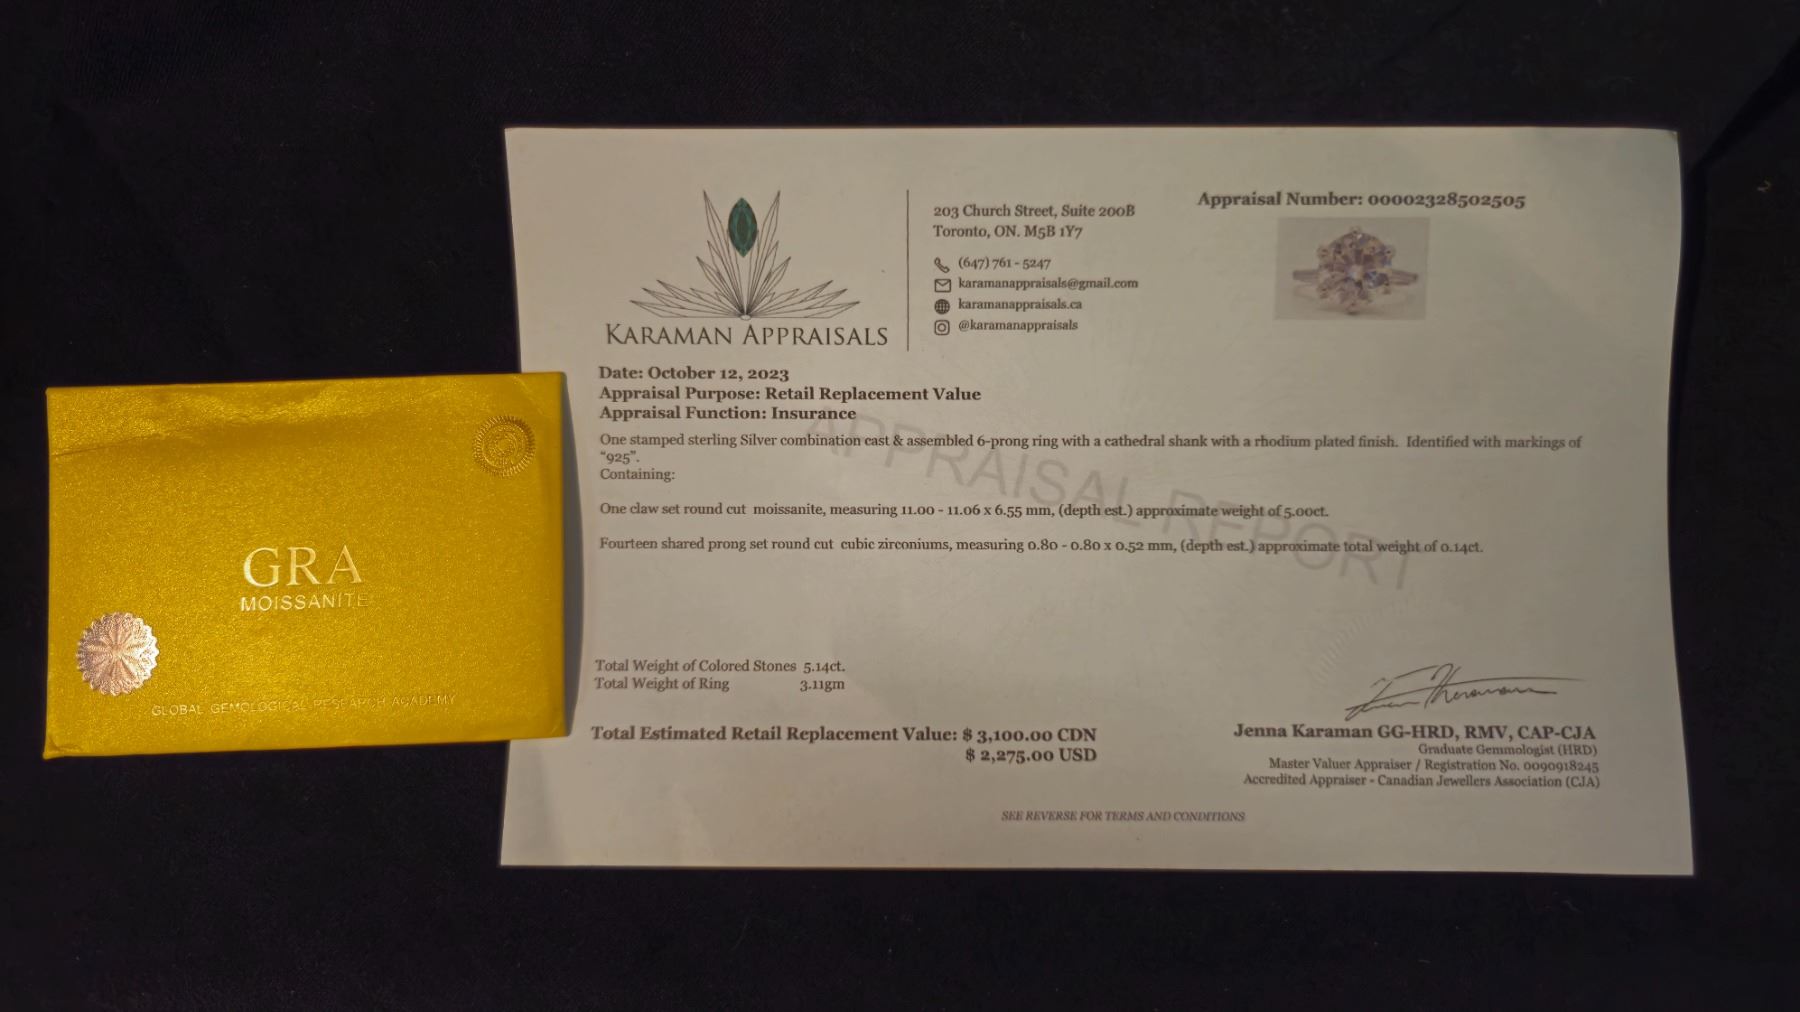 GRA
MOISSANITE
GLOBAL GEMOLOGICAL RESEARCH ACADEMY
KARAMAN APPRAISALS
203 Church Street, Suite 200B
Toronto, ON. M5B 1Y7
(647) 761 - 5247
karamanappraisals@gmail.com
karamanappraisals.ca
@karamanappraisals
Appraisal Number: 00002328502505
Date: October 12, 2023
Appraisal Purpose: Retail Replacement Value
Appraisal Function: Insurance
One stamped sterling Silver combination cast & assembled 6-prong ring with a cathedral shank with a rhodium plated finish. Identified with markings of
"925".
Containing:
One claw set round cut moissanite, measuring 11.00 - 11.06 x 6.55 mm, (depth est.) approximate weight of 5.00ct.
Fourteen shared prong set round cut cubic zirconiums, measuring 0.80 - 0.80 x 0.52 mm, (depth est.) approximate total weight of 0.14ct.
APPRAISAL REPORT
Total Weight of Colored Stones 5.14ct.
Total Weight of Ring 3.11gm
Total Estimated Retail Replacement Value: $ 3,100.00 CDN
$ 2,275.00 USD
Jenna Karaman GG-HRD, RMV, CAP-CJA
Graduate Gemmologist (HRD)
Master Valuer Appraiser / Registration No. 0090918245
Accredited Appraiser - Canadian Jewellers Association (CJA)
SEE REVERSE FOR TERMS AND CONDITIONS